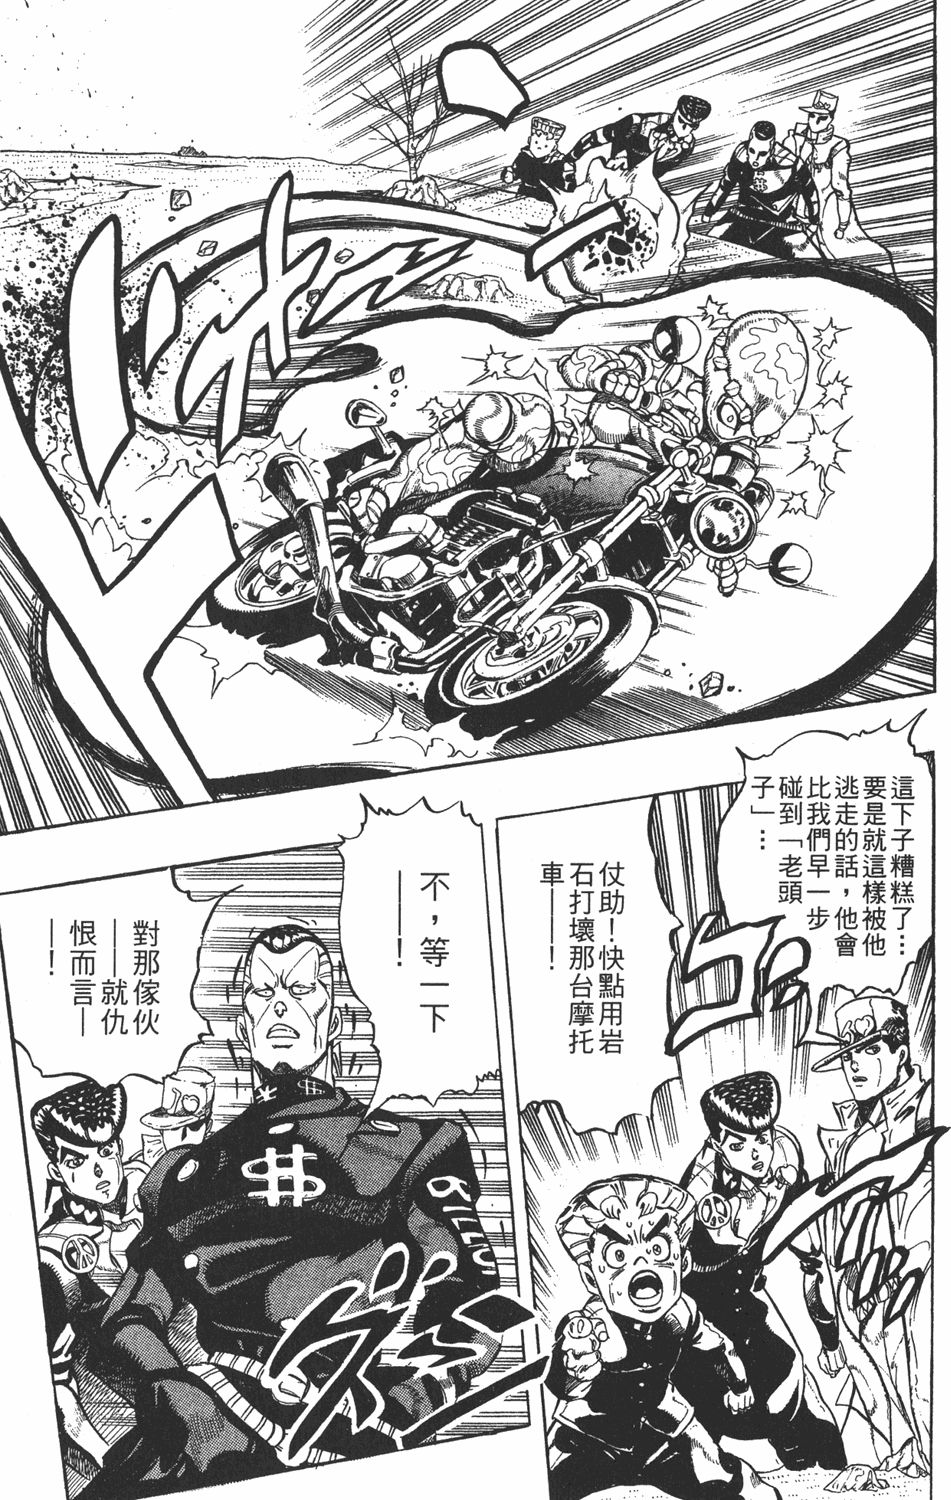 這下子糟糕了…
要是就這樣被他
逃走的話，他會
比我們早一步
碰到「老頭
子」…
仗助！快點用岩
石打壞那台摩托
車——！
不，等一下
——！
對那傢伙
——就仇
恨而言—
—！
$
KILLO